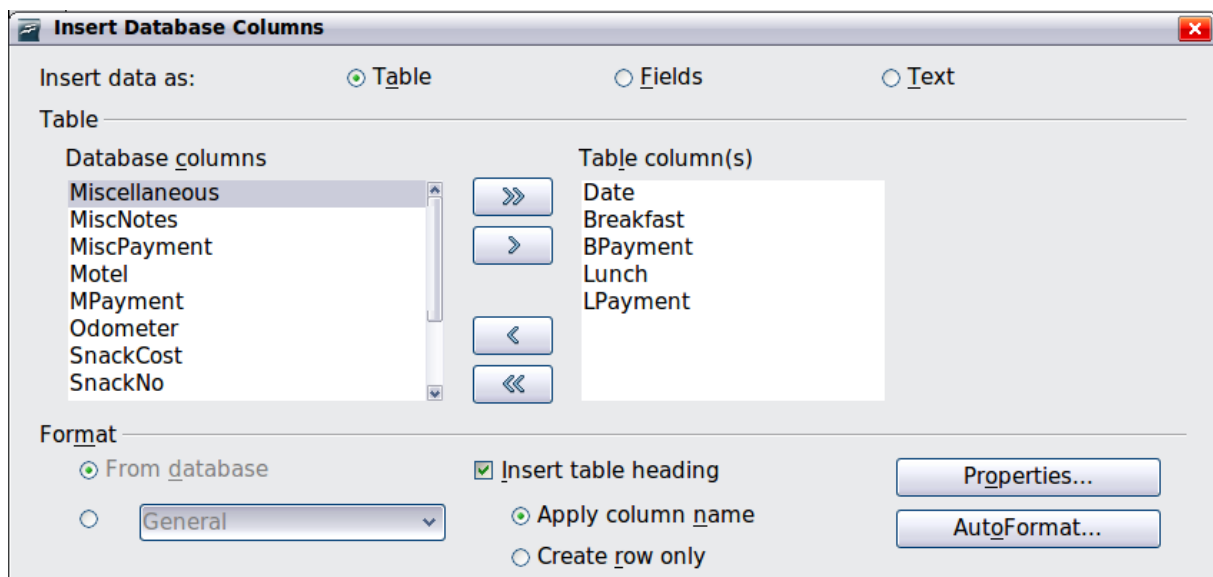 Insert Database Columns
Insert data as: Table Fields Text
Table
Database columns Table column(s)
Miscellaneous Date
MiscNotes Breakfast
MiscPayment BPayment
Motel Lunch
MPayment LPayment
Odometer
SnackCost
SnackNo
Format
From database Insert table heading Properties...
General Apply column name AutoFormat...
Create row only